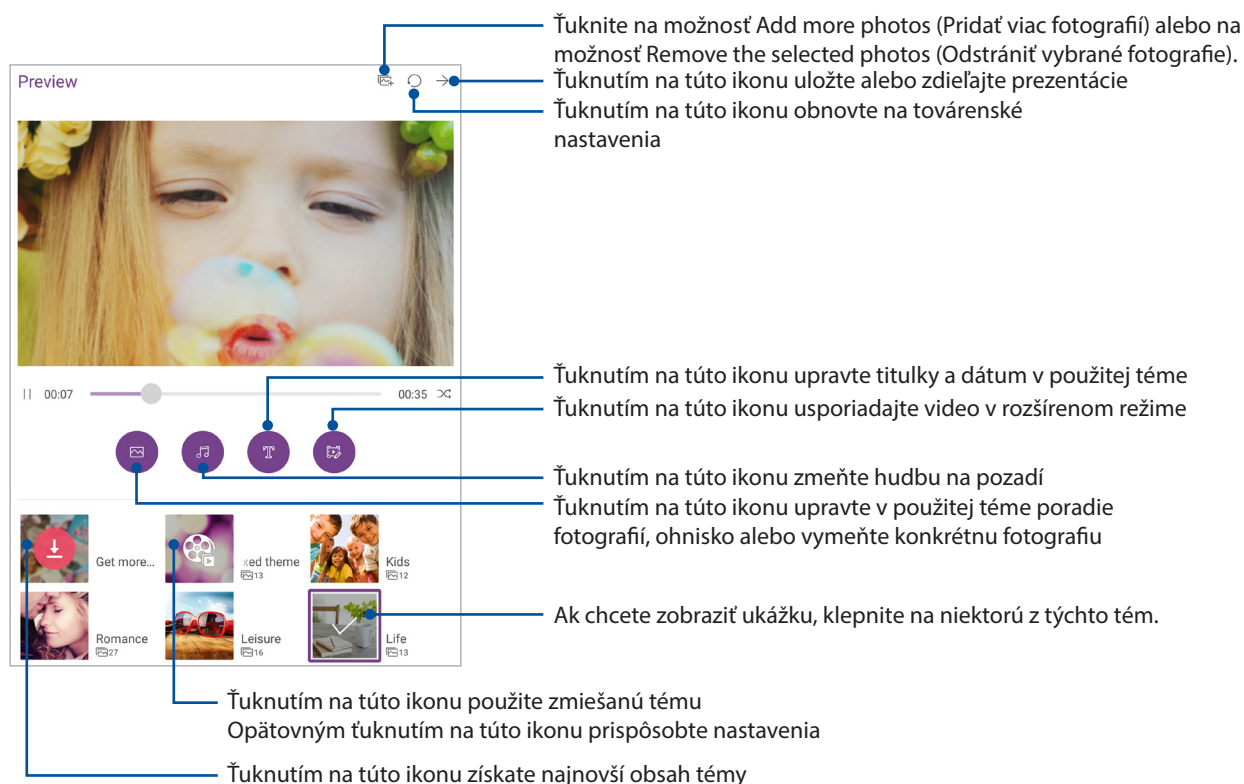 Ťuknite na možnosť Add more photos (Pridať viac fotografií) alebo na
možnosť Remove the selected photos (Odstrániť vybrané fotografie).
Ťuknutím na túto ikonu uložte alebo zdieľajte prezentácie
Ťuknutím na túto ikonu obnovte na továrenské
nastavenia
Preview
00:07
00:35
Ťuknutím na túto ikonu upravte titulky a dátum v použitej téme
Ťuknutím na túto ikonu usporiadajte video v rozšírenom režime
Ťuknutím na túto ikonu zmeňte hudbu na pozadí
Ťuknutím na túto ikonu upravte v použitej téme poradie
fotografií, ohnisko alebo vymeňte konkrétnu fotografiu
Get more...
xed theme
13
Kids
12
Romance
27
Leisure
16
Life
13
Ak chcete zobraziť ukážku, klepnite na niektorú z týchto tém.
Ťuknutím na túto ikonu použite zmiešanú tému
Opätovným ťuknutím na túto ikonu prispôsobte nastavenia
Ťuknutím na túto ikonu získate najnovší obsah témy